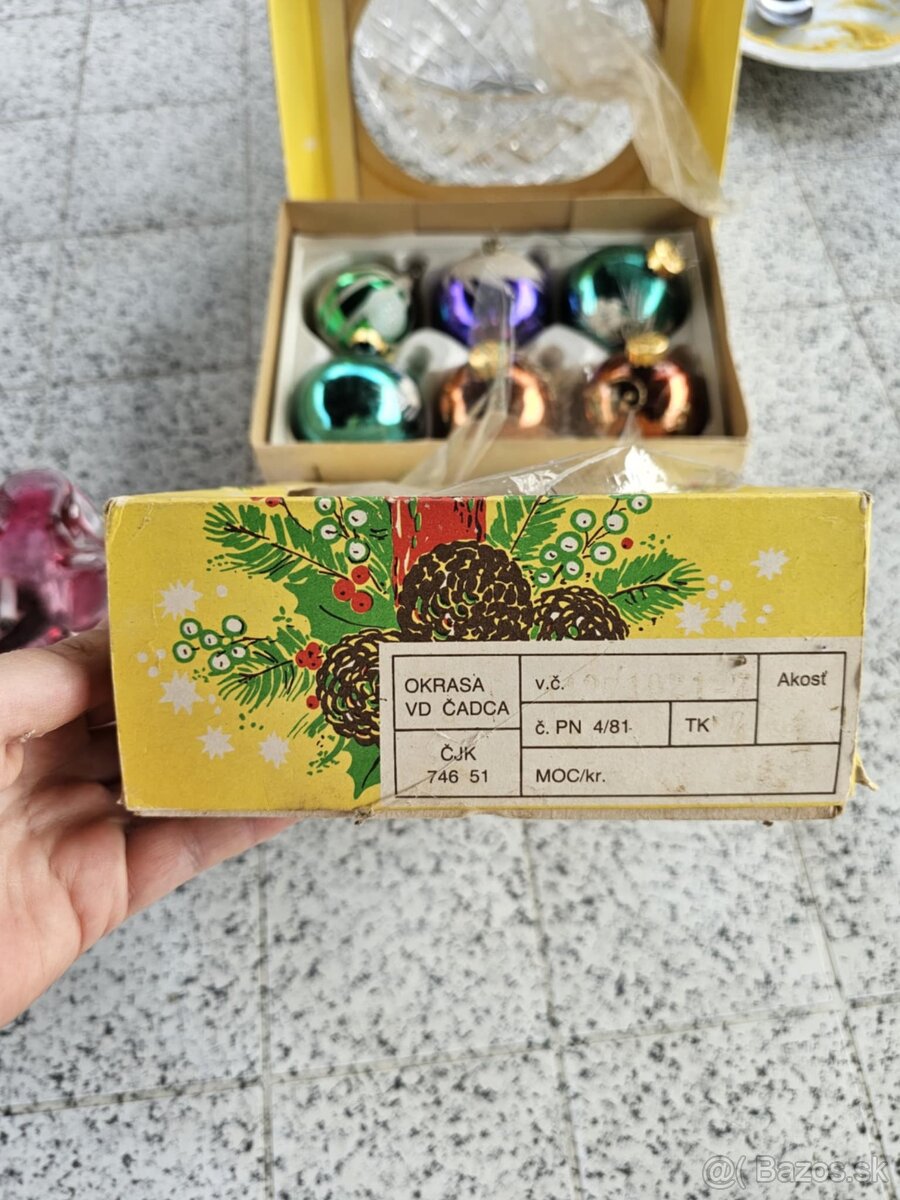 OKRASA
VD ČADCA
ČJK
746 51
v.č.
č. PN 4/81
TK
Akosť
MOC/kr.
@( Bazos.sk